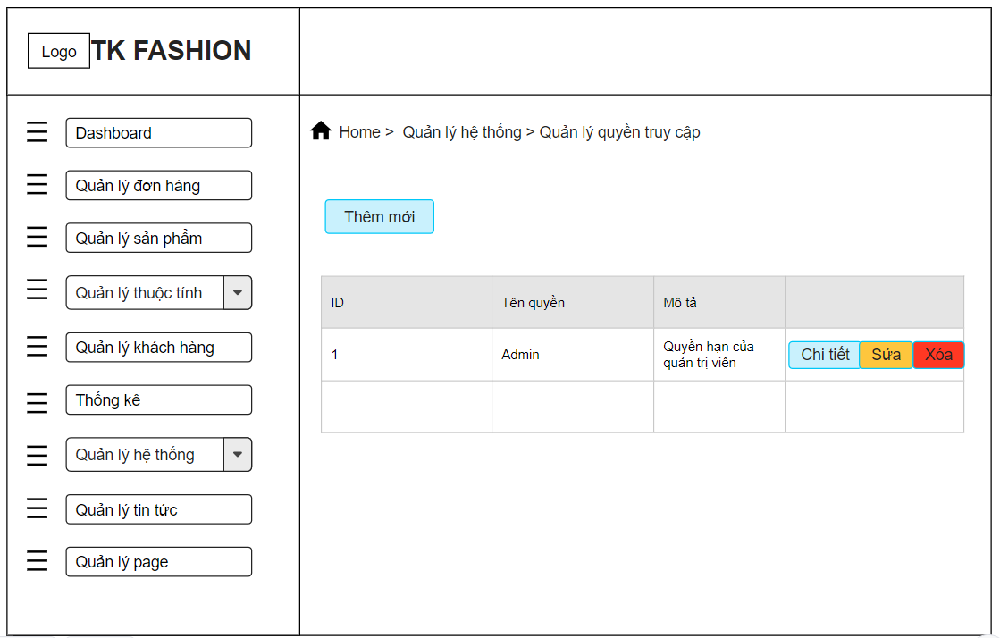 Logo TK FASHION
Home > Quản lý hệ thống > Quản lý quyền truy cập
Dashboard
Quản lý đơn hàng
Quản lý sản phẩm
Quản lý thuộc tính
Quản lý khách hàng
Thống kê
Quản lý hệ thống
Quản lý tin tức
Quản lý page
Thêm mới
ID Tên quyền Mô tả
1 Admin Quyền hạn của
quản trị viên
Chi tiết Sửa Xóa